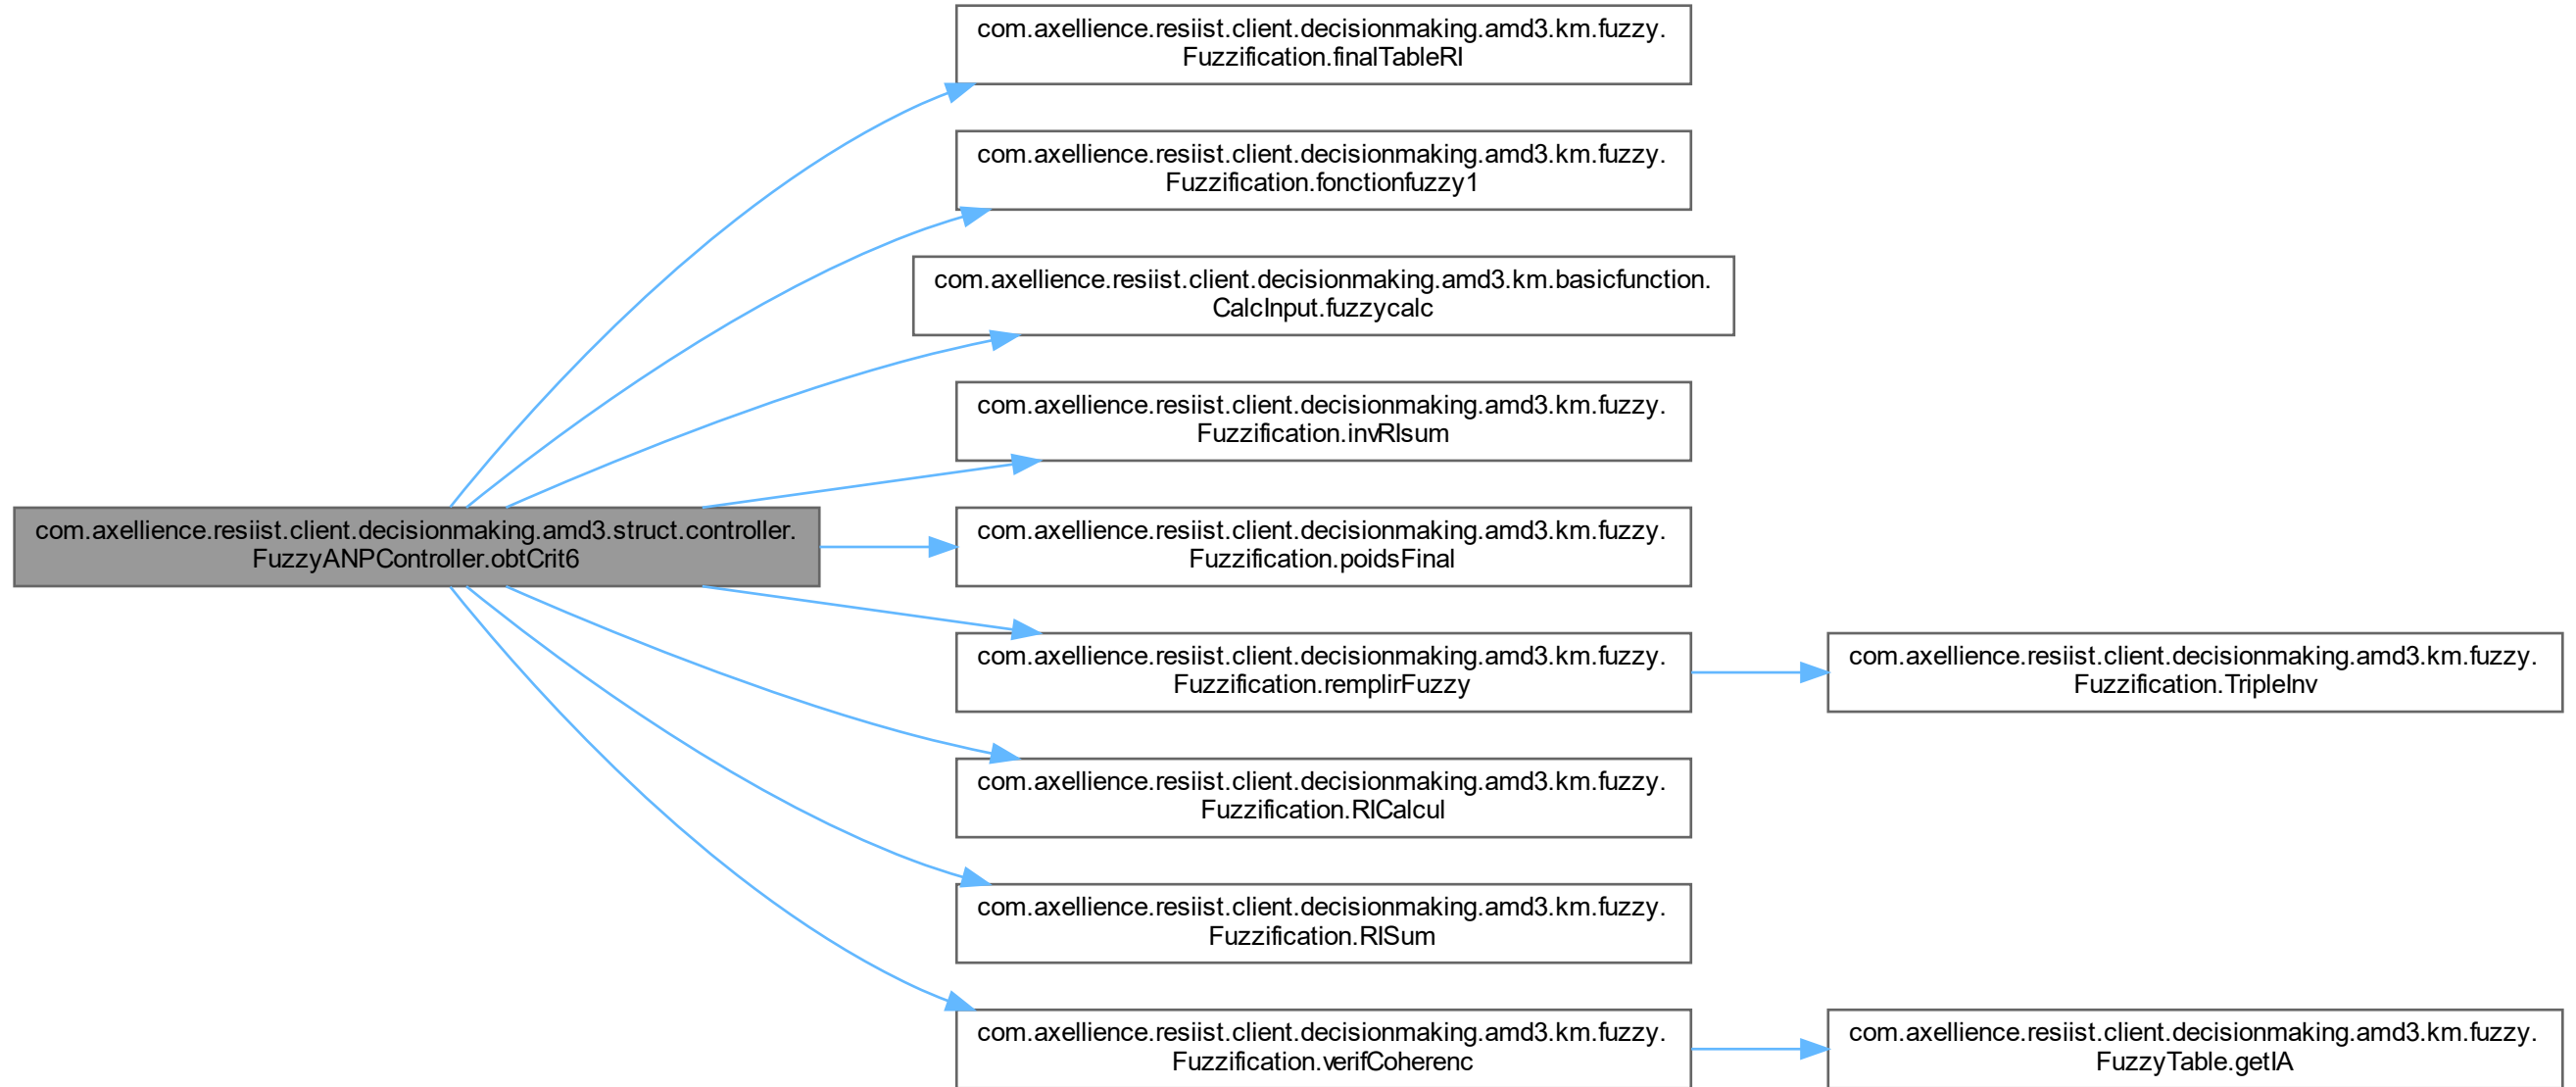 com.axellience.resiist.client.decisionmaking.amd3.km.fuzzy.
Fuzzification.finalTableRI
com.axellience.resiist.client.decisionmaking.amd3.km.fuzzy.
Fuzzification.fonctionfuzzy1
com.axellience.resiist.client.decisionmaking.amd3.km.basicfunction.
CalcInput.fuzzycalc
com.axellience.resiist.client.decisionmaking.amd3.km.fuzzy.
Fuzzification.invRIsum
com.axellience.resiist.client.decisionmaking.amd3.struct.controller.
FuzzyANPController.obtCrit6
com.axellience.resiist.client.decisionmaking.amd3.km.fuzzy.
Fuzzification.poidsFinal
com.axellience.resiist.client.decisionmaking.amd3.km.fuzzy.
Fuzzification.remplirFuzzy
com.axellience.resiist.client.decisionmaking.amd3.km.fuzzy.
Fuzzification.TripleInv
com.axellience.resiist.client.decisionmaking.amd3.km.fuzzy.
Fuzzification.RICalcul
com.axellience.resiist.client.decisionmaking.amd3.km.fuzzy.
Fuzzification.RISum
com.axellience.resiist.client.decisionmaking.amd3.km.fuzzy.
Fuzzification.verifCoherenc
com.axellience.resiist.client.decisionmaking.amd3.km.fuzzy.
FuzzyTable.getIA